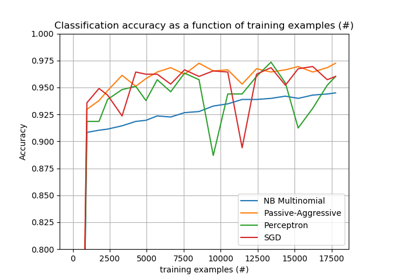 Classification accuracy as a function of training examples (#)
1.000
0.975
0.950
0.925
0.900
0.875
0.850
0.825
0.800
Accuracy
NB Multinomial
Passive-Aggressive
Perceptron
SGD
0 2500 5000 7500 10000 12500 15000 17500
training examples (#)